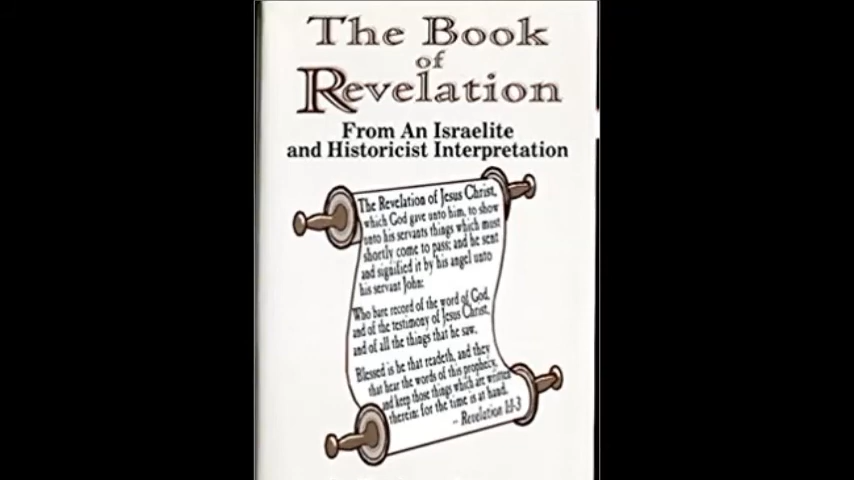 The Book
of
Revelation
From An Israelite
and Historicist Interpretation
The Revelation of Jesus Christ,
which God gave unto him, to show
unto his servants things which must
shortly come to pass; and he sent
and signified it by his angel unto
his servant John:
Who bare record of the word of God,
and of the testimony of Jesus Christ,
and of all the things that he saw.
Blessed is he that readeth, and they
that hear the words of this prophecy,
and keep those things which are written
therein: for the time is at hand.
- Revelation 1:1-3